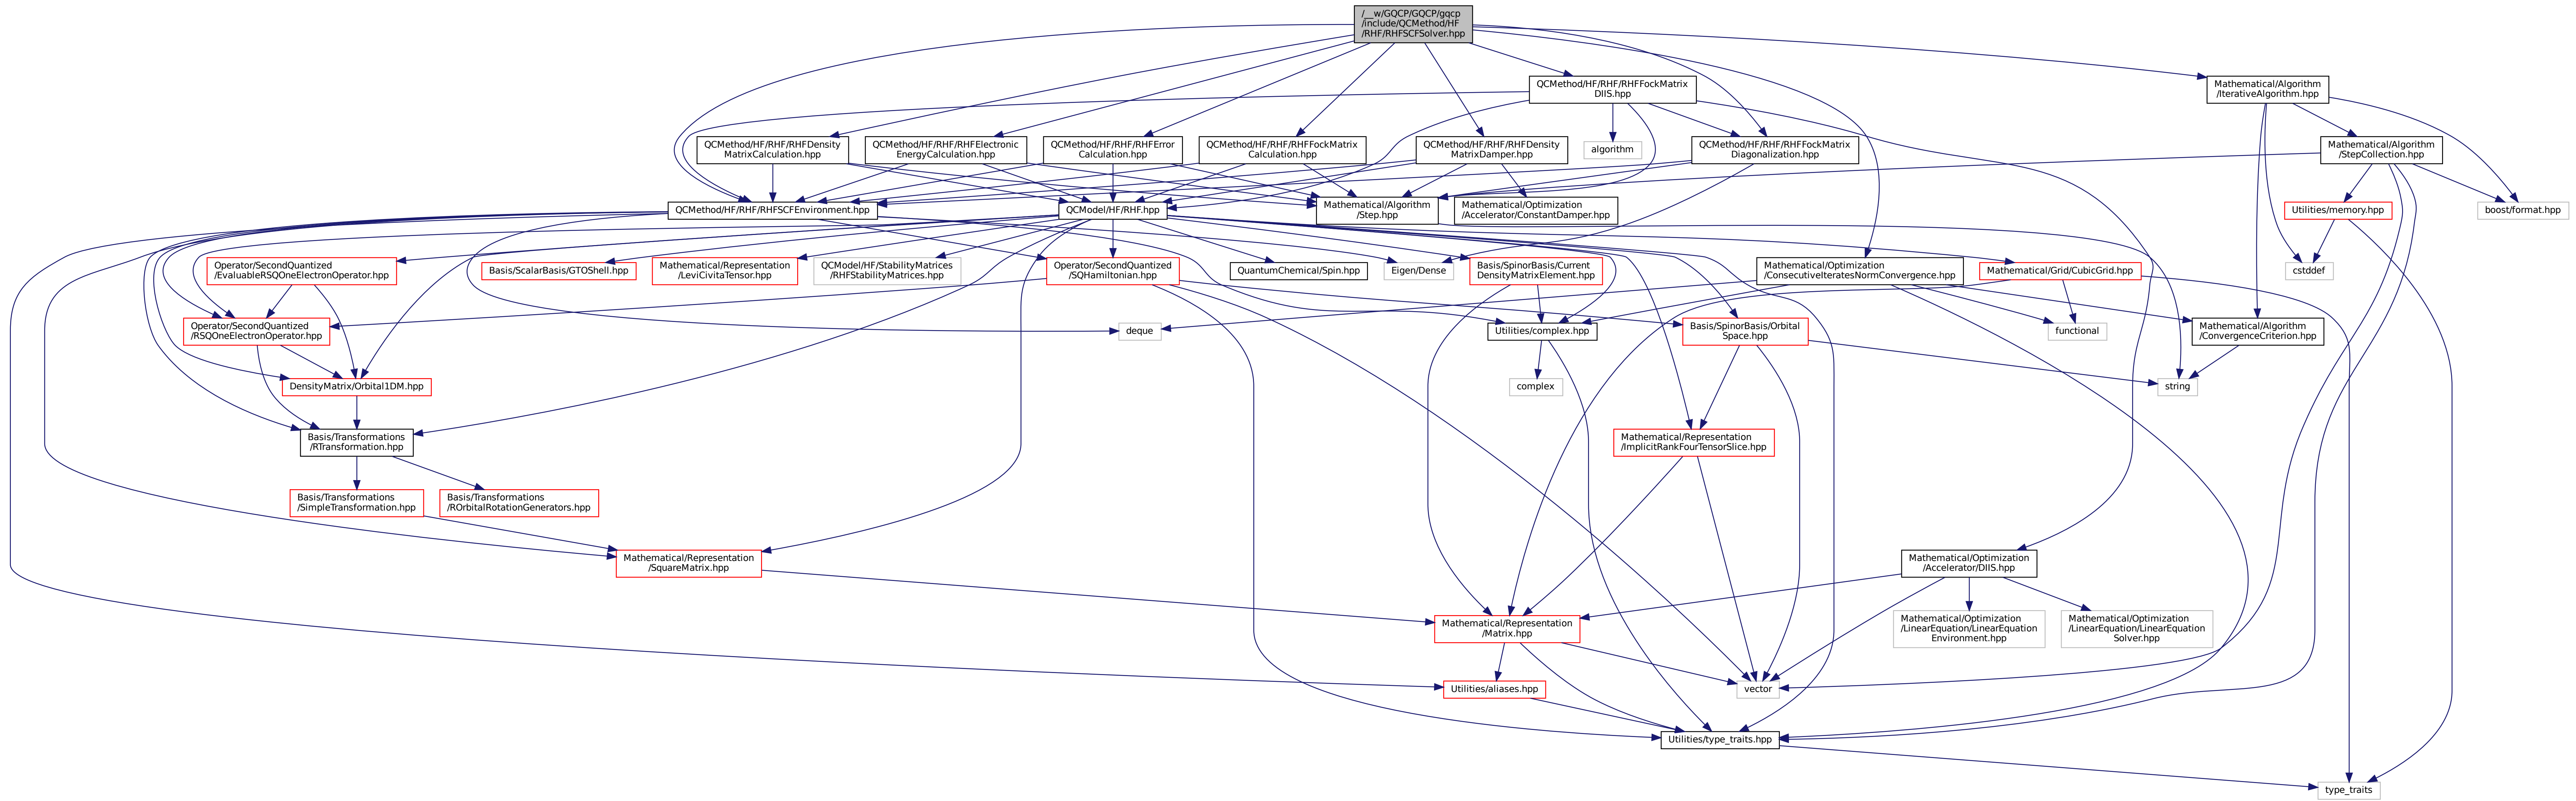 /__w/GQCP/GQCP/gqcp
/include/QCMethod/HF
/RHF/RHFSCFSolver.hpp
QCMethod/HF/RHF/RHFFockMatrix
DIIS.hpp
Mathematical/Algorithm
/IterativeAlgorithm.hpp
QCMethod/HF/RHF/RHFDensity
MatrixCalculation.hpp
QCMethod/HF/RHF/RHFElectronic
EnergyCalculation.hpp
QCMethod/HF/RHF/RHFError
Calculation.hpp
QCMethod/HF/RHF/RHFFockMatrix
Calculation.hpp
QCMethod/HF/RHF/RHFDensity
MatrixDamper.hpp
algorithm
QCMethod/HF/RHF/RHFFockMatrix
Diagonalization.hpp
Mathematical/Algorithm
/StepCollection.hpp
QCMethod/HF/RHF/RHFSCFEnvironment.hpp
QCModel/HF/RHF.hpp
Mathematical/Algorithm
/Step.hpp
Mathematical/Optimization
/Accelerator/ConstantDamper.hpp
Utilities/memory.hpp
boost/format.hpp
Operator/SecondQuantized
/EvaluableRSQOneElectronOperator.hpp
Basis/ScalarBasis/GTOShell.hpp
Mathematical/Representation
/LeviCivitaTensor.hpp
QCModel/HF/StabilityMatrices
/RHFStabilityMatrices.hpp
Operator/SecondQuantized
/SQHamiltonian.hpp
QuantumChemical/Spin.hpp
Basis/SpinorBasis/Current
DensityMatrixElement.hpp
Eigen/Dense
Mathematical/Optimization
/ConsecutiveIteratesNormConvergence.hpp
Mathematical/Grid/CubicGrid.hpp
cstddef
Operator/SecondQuantized
/RSQOneElectronOperator.hpp
deque
Utilities/complex.hpp
Basis/SpinorBasis/Orbital
Space.hpp
functional
Mathematical/Algorithm
/ConvergenceCriterion.hpp
DensityMatrix/Orbital1DM.hpp
complex
string
Basis/Transformations
/RTransformation.hpp
Mathematical/Representation
/ImplicitRankFourTensorSlice.hpp
Basis/Transformations
/SimpleTransformation.hpp
Basis/Transformations
/ROrbitalRotationGenerators.hpp
Mathematical/Representation
/SquareMatrix.hpp
Mathematical/Optimization
/Accelerator/DIIS.hpp
Mathematical/Representation
/Matrix.hpp
Mathematical/Optimization
/LinearEquation/LinearEquation
Environment.hpp
Mathematical/Optimization
/LinearEquation/LinearEquation
Solver.hpp
Utilities/aliases.hpp
vector
Utilities/type_traits.hpp
type_traits